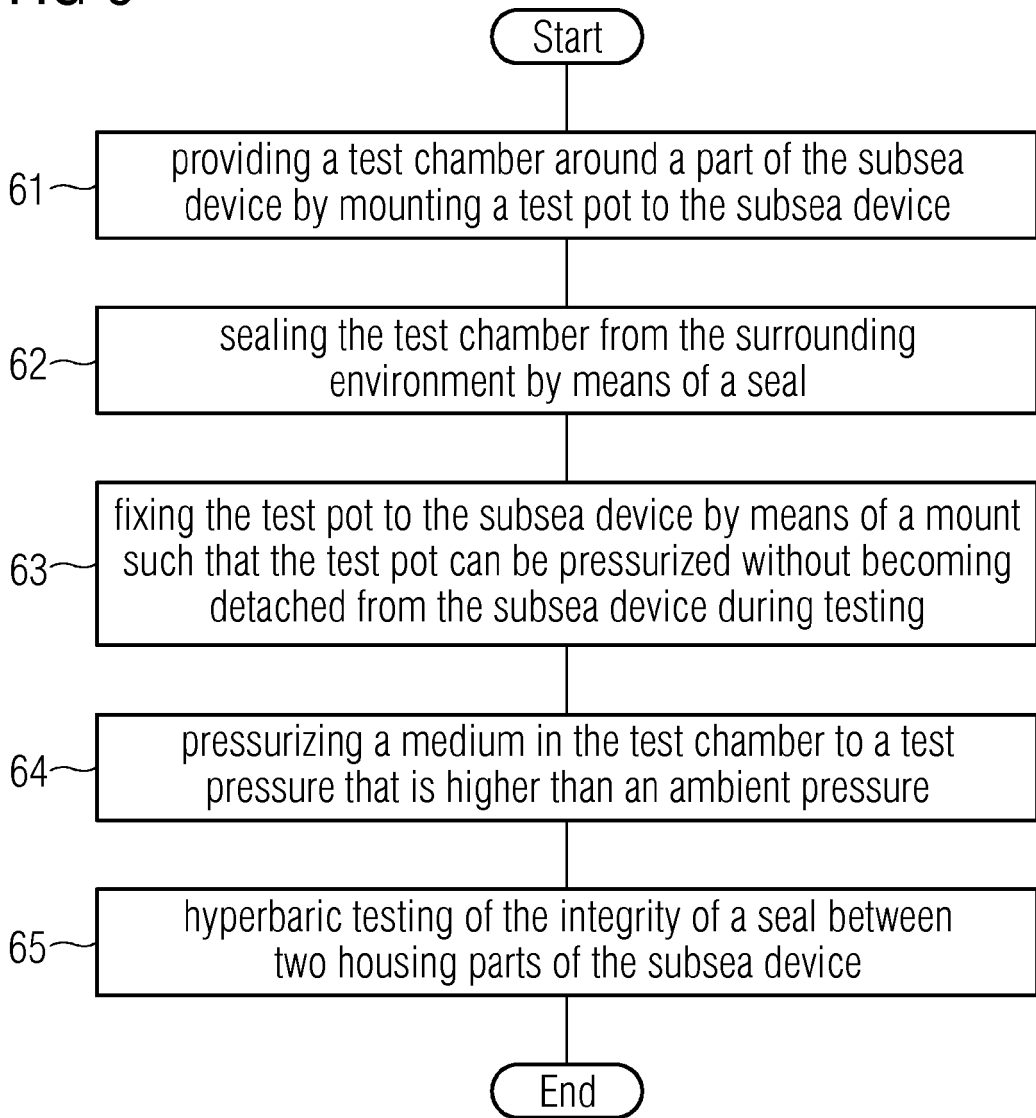 Start
61
providing a test chamber around a part of the subsea
device by mounting a test pot to the subsea device
62
sealing the test chamber from the surrounding
environment by means of a seal
63
fixing the test pot to the subsea device by means of a mount
such that the test pot can be pressurized without becoming
detached from the subsea device during testing
64
pressurizing a medium in the test chamber to a test
pressure that is higher than an ambient pressure
65
hyperbaric testing of the integrity of a seal between
two housing parts of the subsea device
End